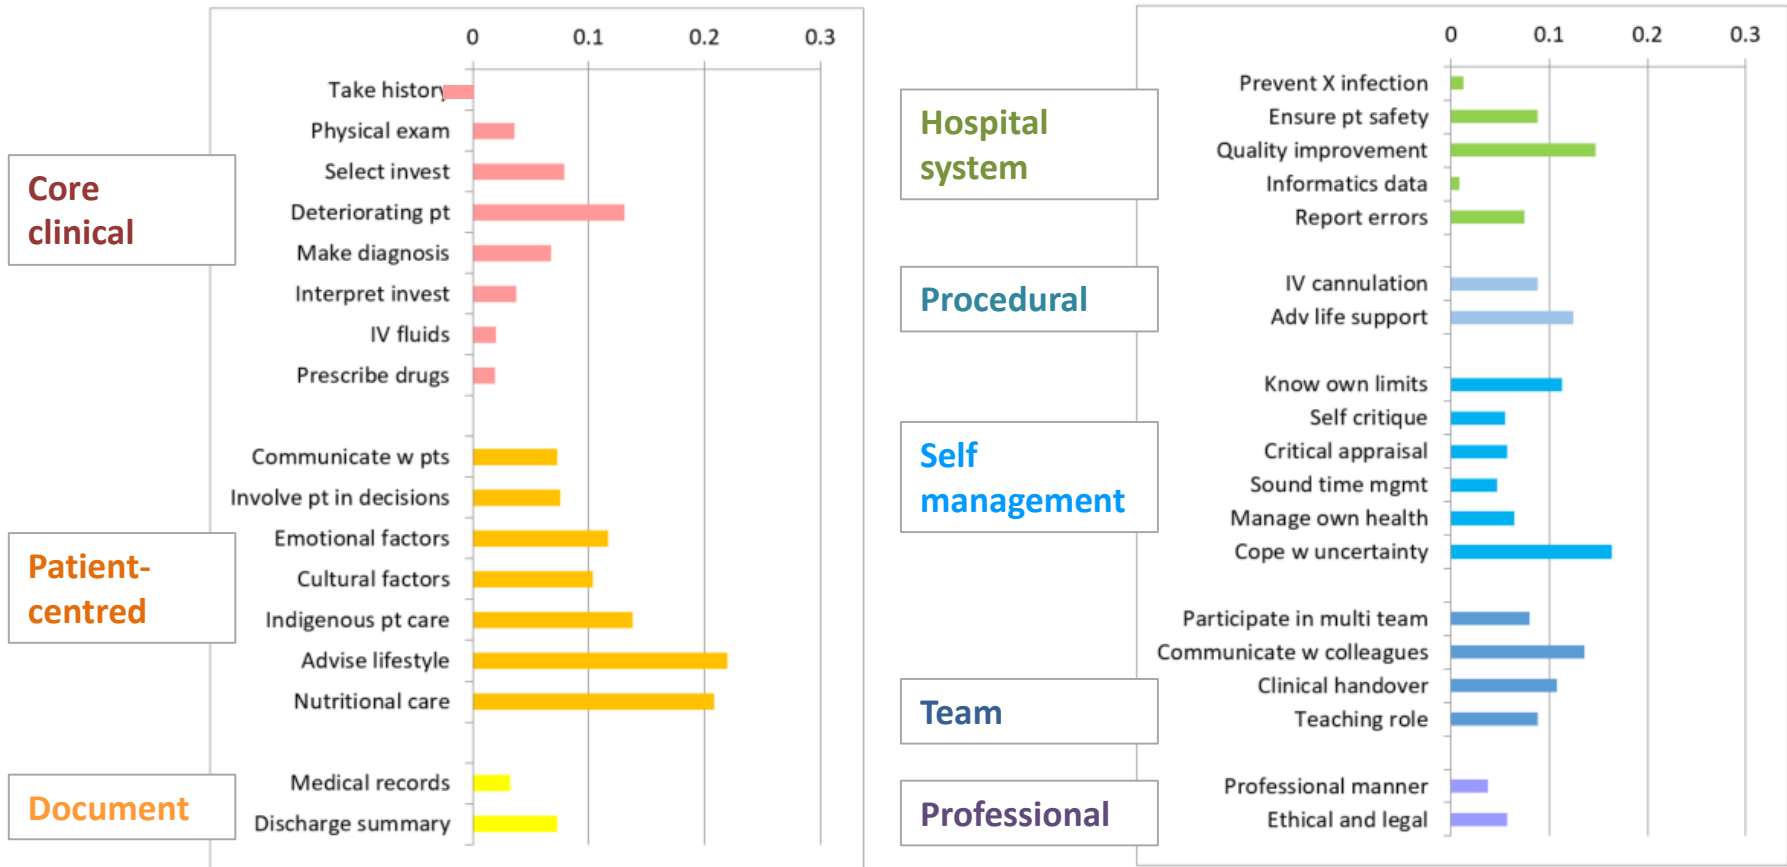 0 0.1 0.2 0.3
Take history
Physical exam
Select invest
Deteriorating pt
Make diagnosis
Interpret invest
IV fluids
Prescribe drugs
Core
clinical
Communicate w pts
Involve pt in decisions
Emotional factors
Cultural factors
Indigenous pt care
Advise lifestyle
Nutritional care
Patient-
centred
Medical records
Discharge summary
Document
0 0.1 0.2 0.3
Prevent X infection
Ensure pt safety
Quality improvement
Informatics data
Report errors
Hospital
system
IV cannulation
Adv life support
Procedural
Know own limits
Self critique
Critical appraisal
Sound time mgmt
Manage own health
Cope w uncertainty
Self
management
Participate in multi team
Communicate w colleagues
Clinical handover
Teaching role
Team
Professional manner
Ethical and legal
Professional